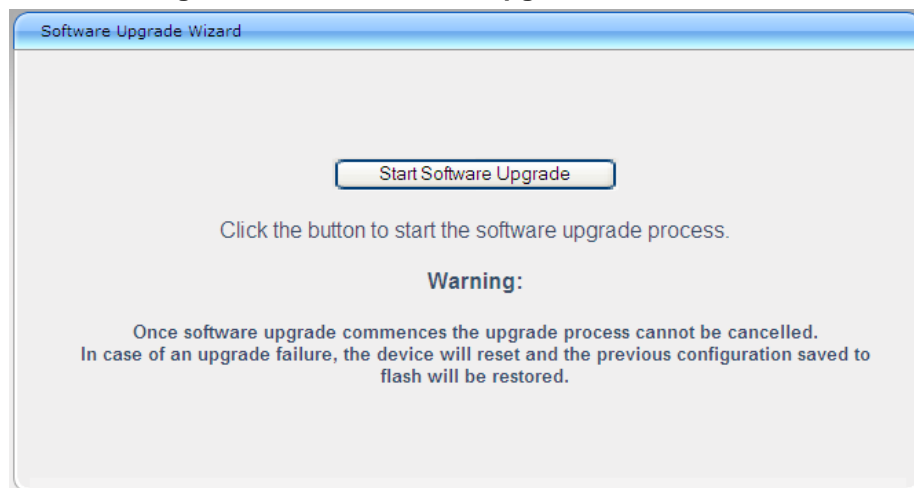 Software Upgrade Wizard
Start Software Upgrade
Click the button to start the software upgrade process.
Warning:
Once software upgrade commences the upgrade process cannot be cancelled.
In case of an upgrade failure, the device will reset and the previous configuration saved to
flash will be restored.